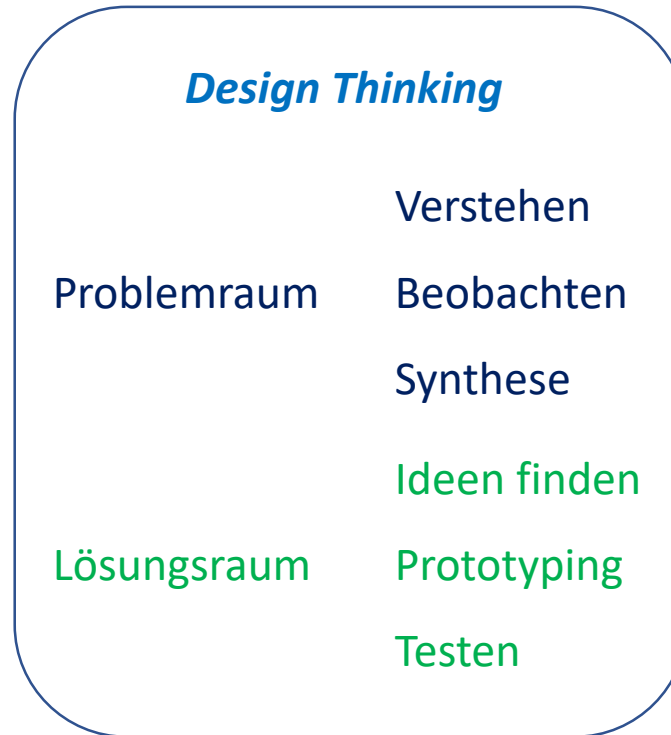 Design Thinking
Verstehen
Problemraum Beobachten
Synthese
Ideen finden
Lösungsraum Prototyping
Testen